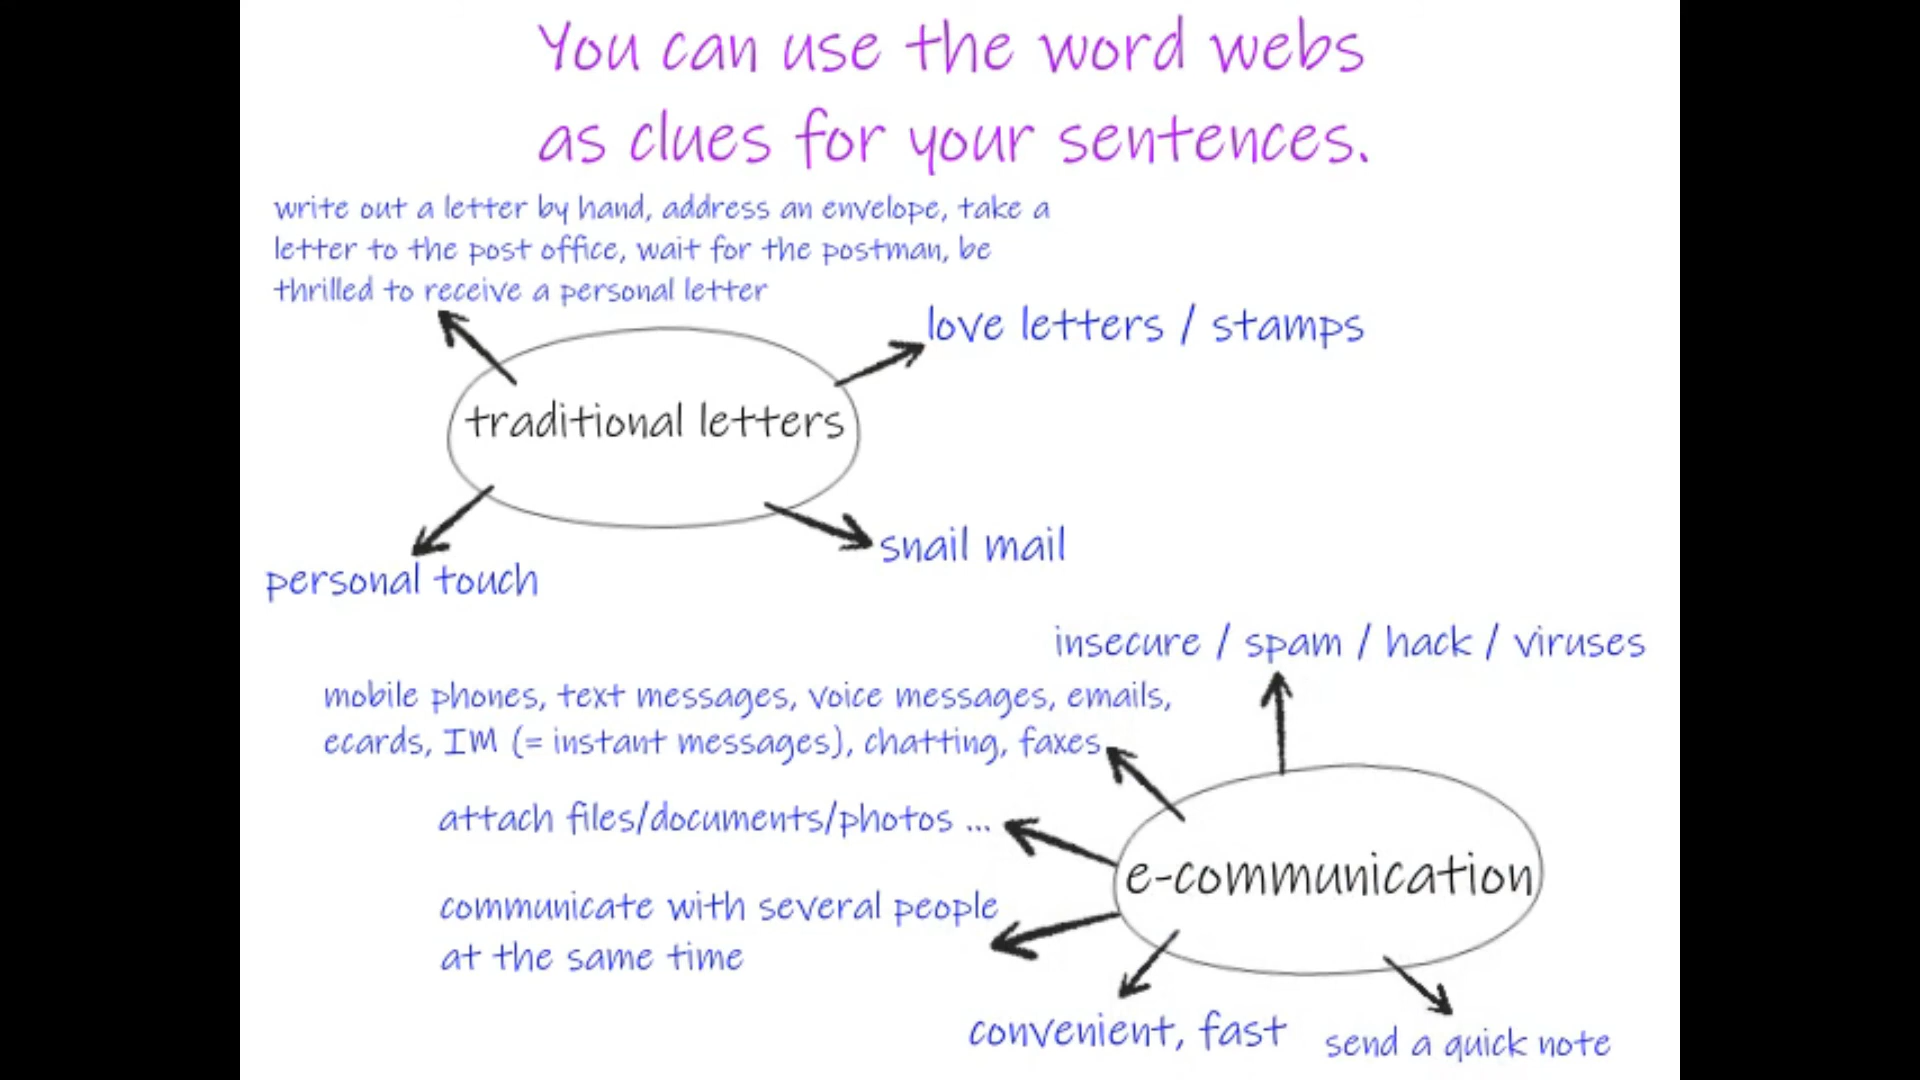 You can use the word webs
as clues for your sentences.
write out a letter by hand, address an envelope, take a
letter to the post office, wait for the postman, be
thrilled to receive a personal letter
love letters / stamps
traditional letters
snail mail
personal touch
insecure / spam / hack / viruses
mobile phones, text messages, voice messages, emails,
ecards, IM (= instant messages), chatting, faxes
attach files/documents/photos ...
e-communication
communicate with several people
at the same time
convenient, fast
send a quick note